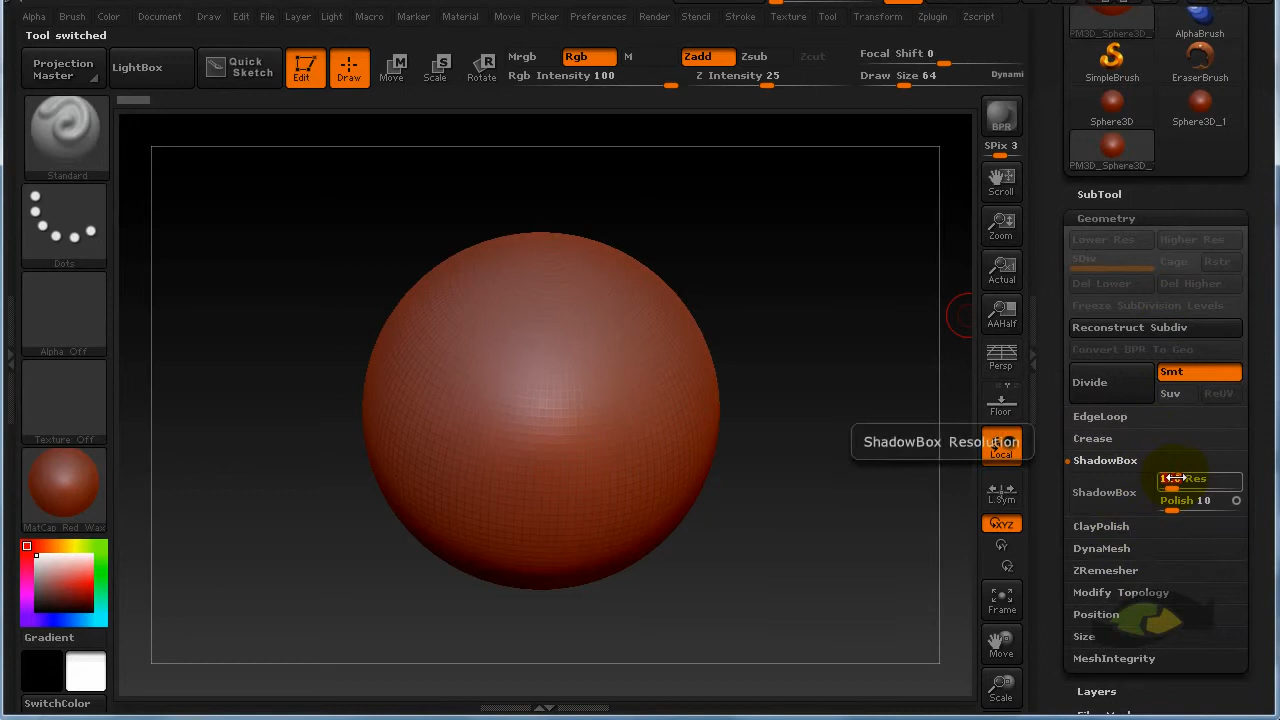 Alpha Brush Color Document Draw Edit File Layer Light Macro Marker Material Movie Picker Preferences Render Stencil Stroke Texture Tool Transform Zplugin Zscript
Tool switched
Projection Master
LightBox
Quick Sketch
Edit
Draw
Move
Scale
Rotate
Mrgb Rgb M
Rgb Intensity 100
Zadd Zsub Zcut
Z Intensity 25
Focal Shift 0
Draw Size 64 Dynami
Standard
Dots
Alpha Off
Texture Off
MatCap Red Wax
Gradient
SwitchColor
BPR
SPix 3
Scroll
Zoom
Actual
AAHalf
Persp
Floor
Local
L.Sym
XYZ
Y
Z
Frame
Move
Scale
ShadowBox Resolution
PM3D_Sphere3D_ AlphaBrush
SimpleBrush EraserBrush
Sphere3D Sphere3D_1
PM3D_Sphere3D_
SubTool
Geometry
Lower Res Higher Res
SDiv Cage Rstr
Del Lower Del Higher
Freeze SubDivision Levels
Reconstruct Subdiv
Convert BPR To Geo
Divide
Smt
Suv ReUV
EdgeLoop
Crease
ShadowBox
ShadowBox
Res
Polish 10
ClayPolish
DynaMesh
ZRemesher
Modify Topology
Position
Size
MeshIntegrity
Layers